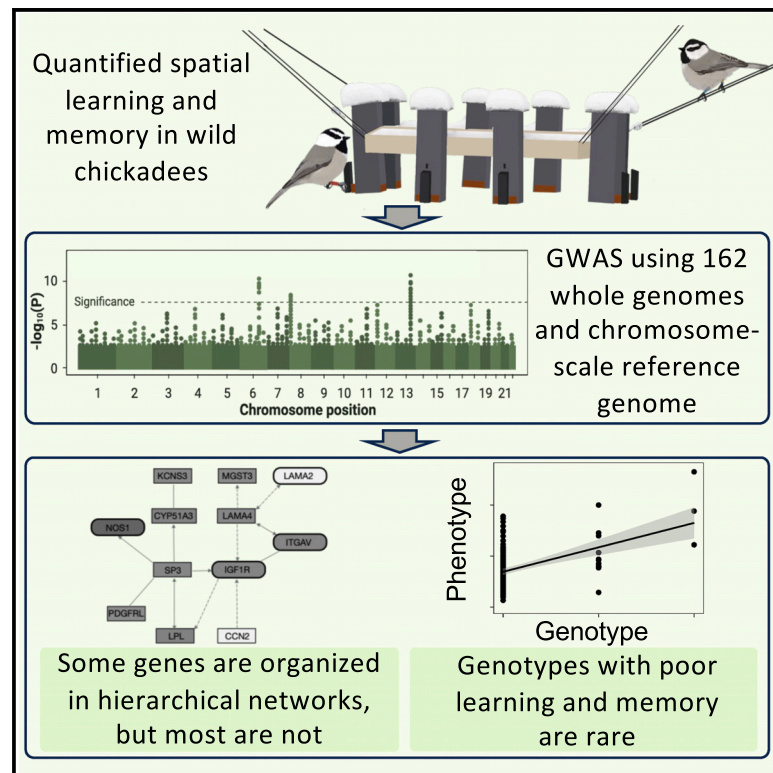 Quantified spatial
learning and
memory in wild
chickadees
10
5
0
-log₁₀(P)
Significance
1 2 3 4 5 6 7 8 9 10 11 12 13 15 17 19 21
Chromosome position
GWAS using 162
whole genomes
and chromosome-
scale reference
genome
KCNS3 MGST3 LAMA2
CYP51A3 LAMA4
NOS1
ITGAV
SP3 IGF1R
PDGFRL
LPL CCN2
Phenotype
Genotype
Some genes are organized
in hierarchical networks,
but most are not
Genotypes with poor
learning and memory
are rare